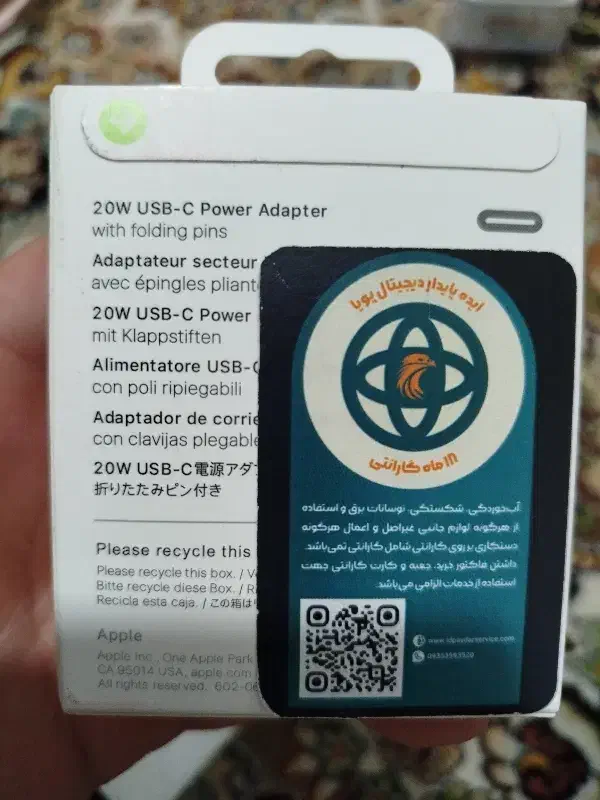 20W USB-C Power Adapter
with folding pins
Adaptateur secteur
avec épingles pliant
20W USB-C Power
mit Klappstiften
Alimentatore USB-C
con poli ripiegabili
Adaptador de corrie
con clavijas plegable
20W USB-C電源アダ
折りたたみピン付き
Please recycle this
Please recycle this box. / V
Bitte recycle diese Box. / R
Recicla esta caja. / この箱は
Apple
Apple Inc., One Apple Park
CA 95014 USA, apple.com
All rights reserved. 602-0
ایده پایدار دیجیتال پویا
۱۸ ماه گارانتی
آب‌خوردگی، شکستگی، نوسانات برق و استفاده
از هرگونه لوازم جانبی غیراصل و اعمال هرگونه
دستکاری بر روی گارانتی شامل گارانتی نمی‌باشد.
داشتن فاکتور خرید، جعبه و کارت گارانتی جهت
استفاده از خدمات الزامی می‌باشد.